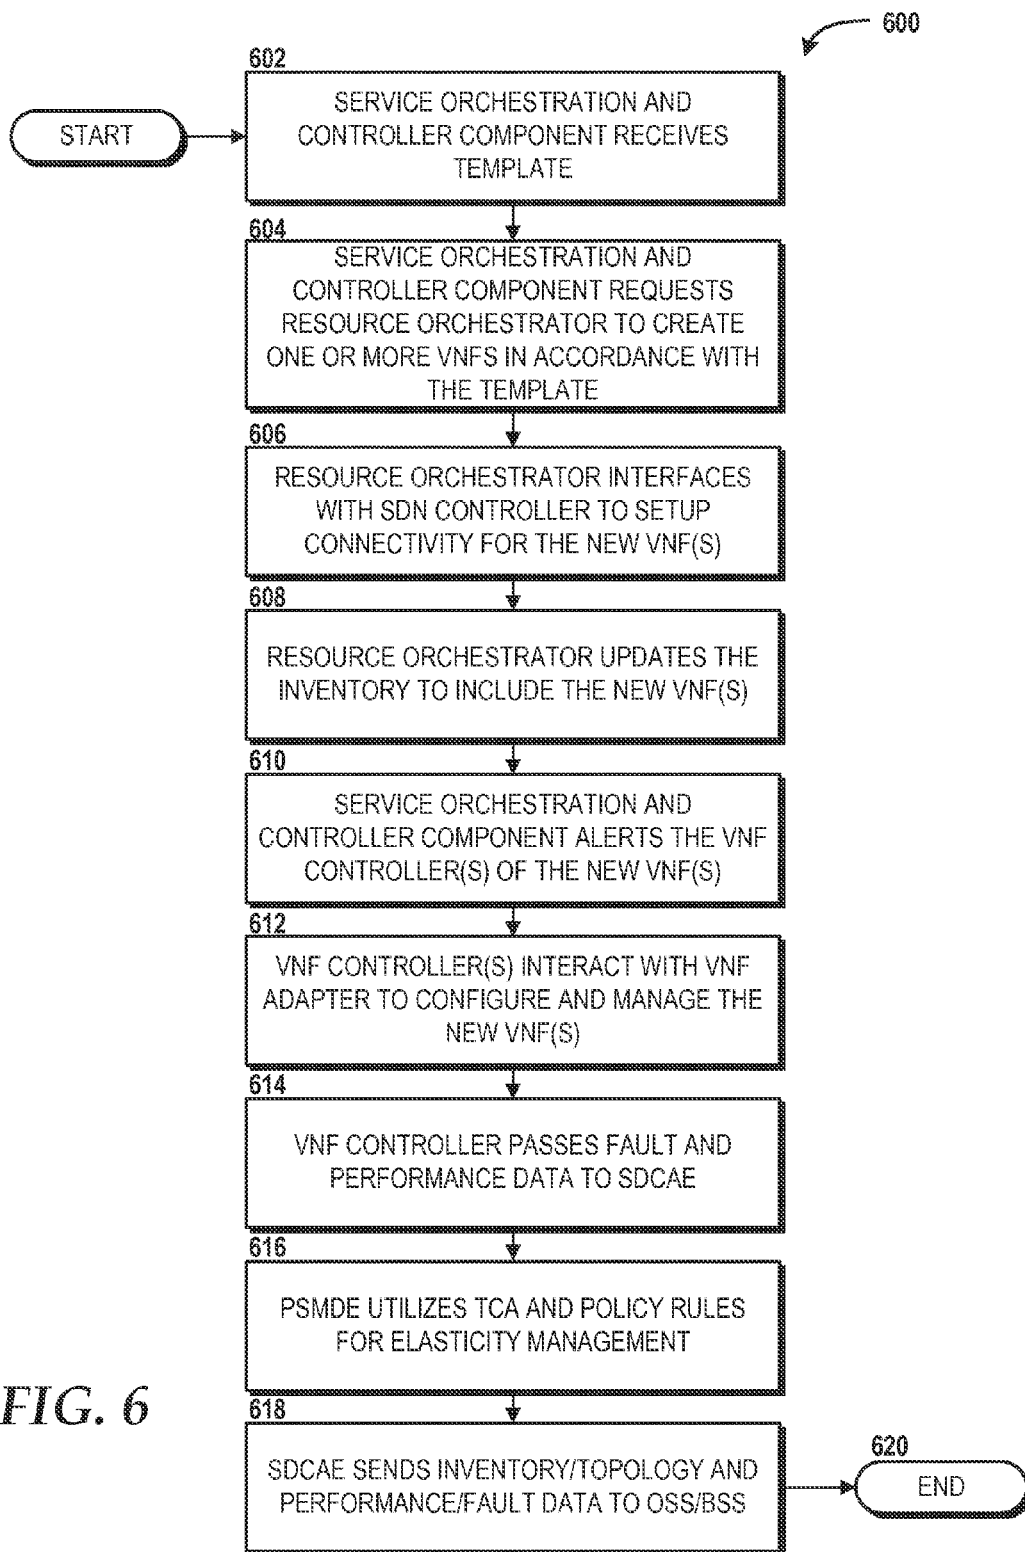 600
602
START
SERVICE ORCHESTRATION AND
CONTROLLER COMPONENT RECEIVES
TEMPLATE
604
SERVICE ORCHESTRATION AND
CONTROLLER COMPONENT REQUESTS
RESOURCE ORCHESTRATOR TO CREATE
ONE OR MORE VNFS IN ACCORDANCE WITH
THE TEMPLATE
606
RESOURCE ORCHESTRATOR INTERFACES
WITH SDN CONTROLLER TO SETUP
CONNECTIVITY FOR THE NEW VNF(S)
608
RESOURCE ORCHESTRATOR UPDATES THE
INVENTORY TO INCLUDE THE NEW VNF(S)
610
SERVICE ORCHESTRATION AND
CONTROLLER COMPONENT ALERTS THE VNF
CONTROLLER(S) OF THE NEW VNF(S)
612
VNF CONTROLLER(S) INTERACT WITH VNF
ADAPTER TO CONFIGURE AND MANAGE THE
NEW VNF(S)
614
VNF CONTROLLER PASSES FAULT AND
PERFORMANCE DATA TO SDCAE
616
PSMDE UTILIZES TCA AND POLICY RULES
FOR ELASTICITY MANAGEMENT
FIG. 6
618
SDCAE SENDS INVENTORY/TOPOLOGY AND
PERFORMANCE/FAULT DATA TO OSS/BSS
620
END